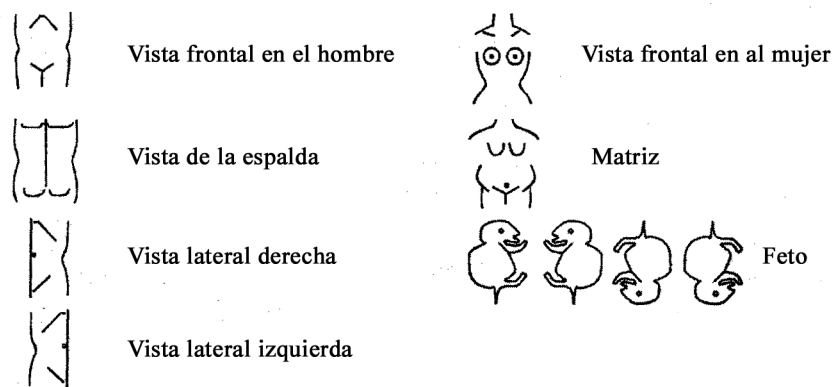 Vista frontal en el hombre
Vista frontal en al mujer
Vista de la espalda
Matriz
Vista lateral derecha
Feto
Vista lateral izquierda